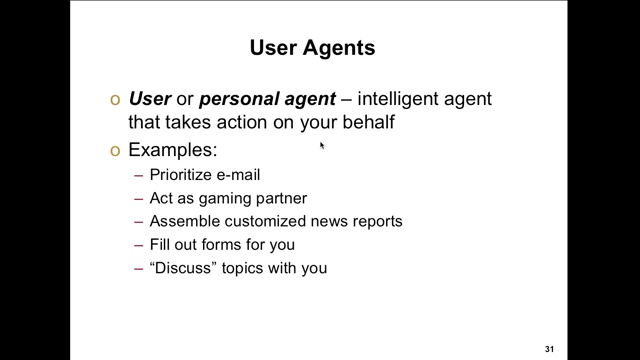 User Agents
o User or personal agent – intelligent agent
that takes action on your behalf
o Examples:
– Prioritize e-mail
– Act as gaming partner
– Assemble customized news reports
– Fill out forms for you
– “Discuss” topics with you
31